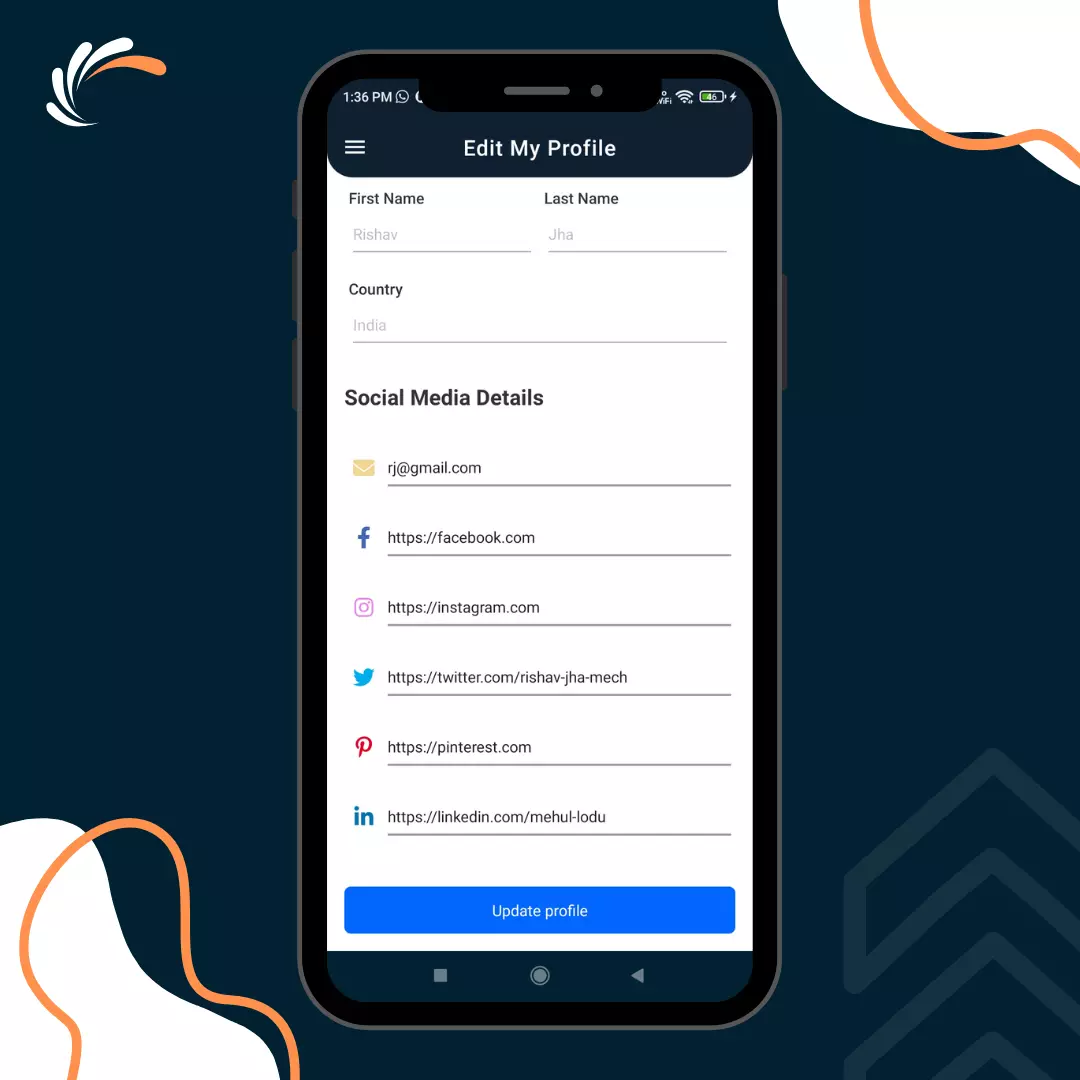 1:36 PM
46
Edit My Profile
First Name Last Name
Rishav Jha
Country
India
Social Media Details
rj@gmail.com
f https://facebook.com
https://instagram.com
https://twitter.com/rishav-jha-mech
https://pinterest.com
in https://linkedin.com/mehul-lodu
Update profile